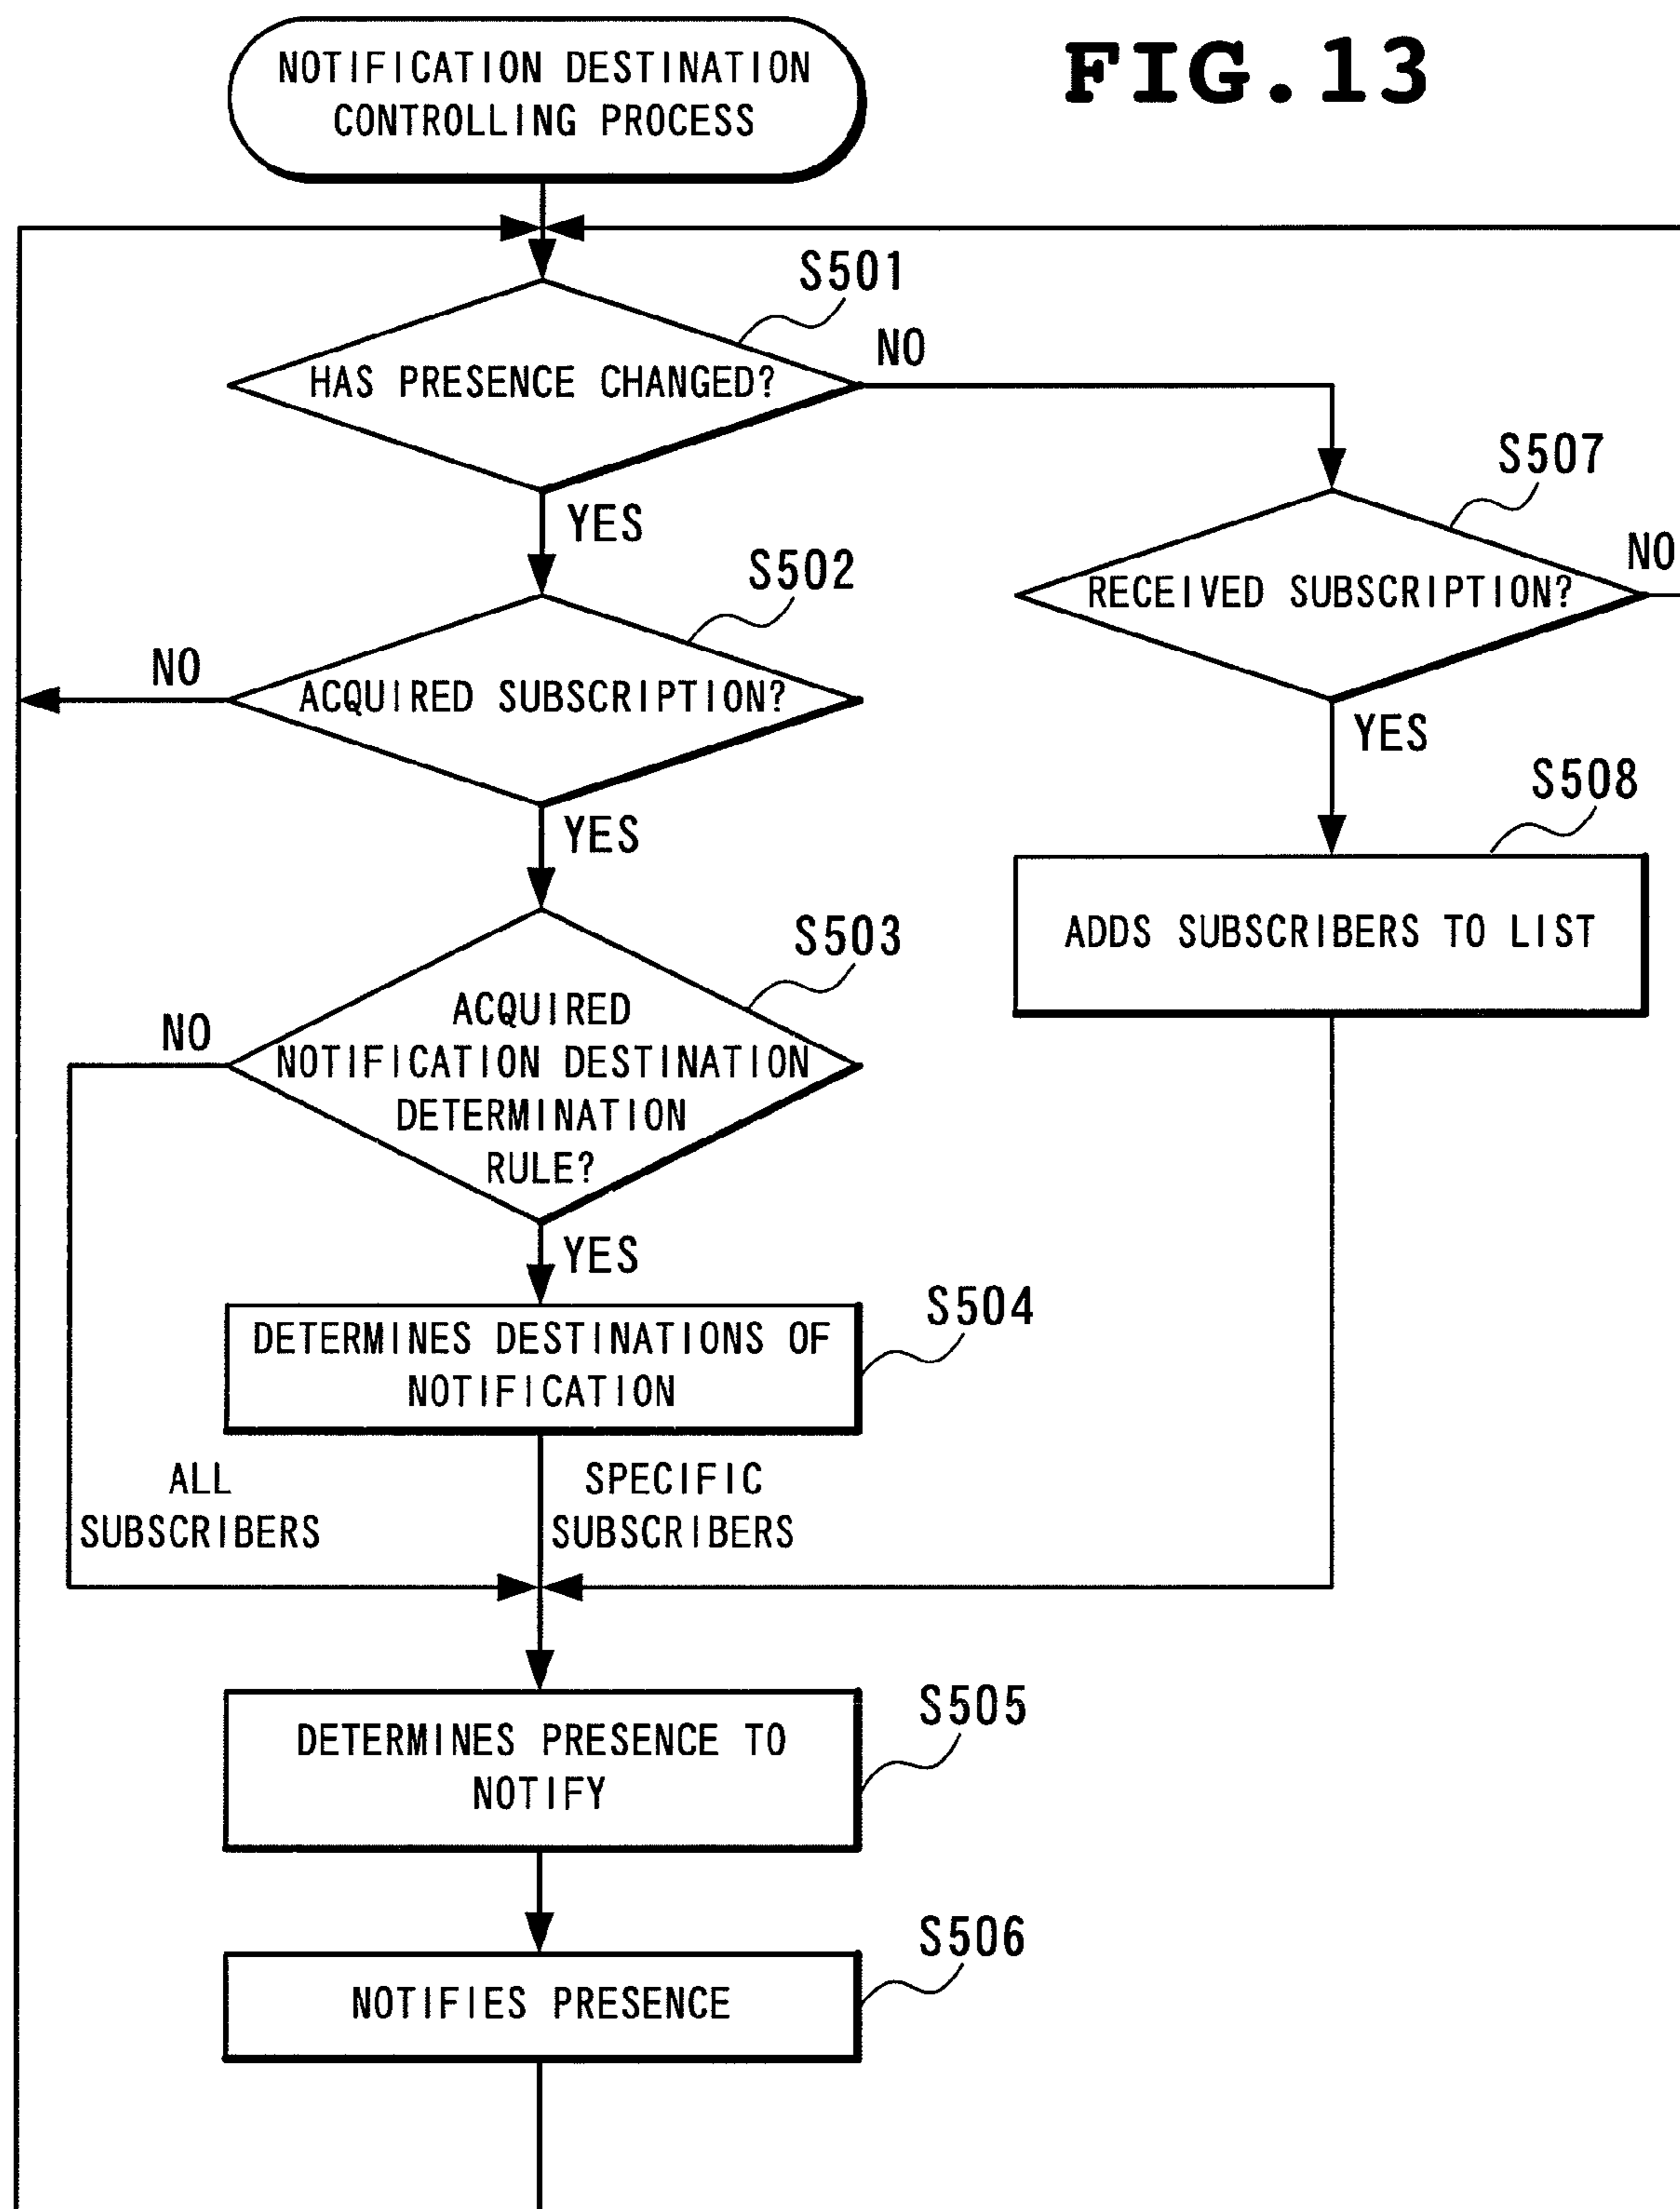 NOTIFICATION DESTINATION
CONTROLLING PROCESS
FIG.13
S501
HAS PRESENCE CHANGED?
NO
YES
S507
RECEIVED SUBSCRIPTION?
NO
YES
S502
ACQUIRED SUBSCRIPTION?
NO
YES
S508
ADDS SUBSCRIBERS TO LIST
S503
ACQUIRED
NOTIFICATION DESTINATION
DETERMINATION
RULE?
NO
YES
S504
DETERMINES DESTINATIONS OF
NOTIFICATION
ALL
SUBSCRIBERS
SPECIFIC
SUBSCRIBERS
S505
DETERMINES PRESENCE TO
NOTIFY
S506
NOTIFIES PRESENCE